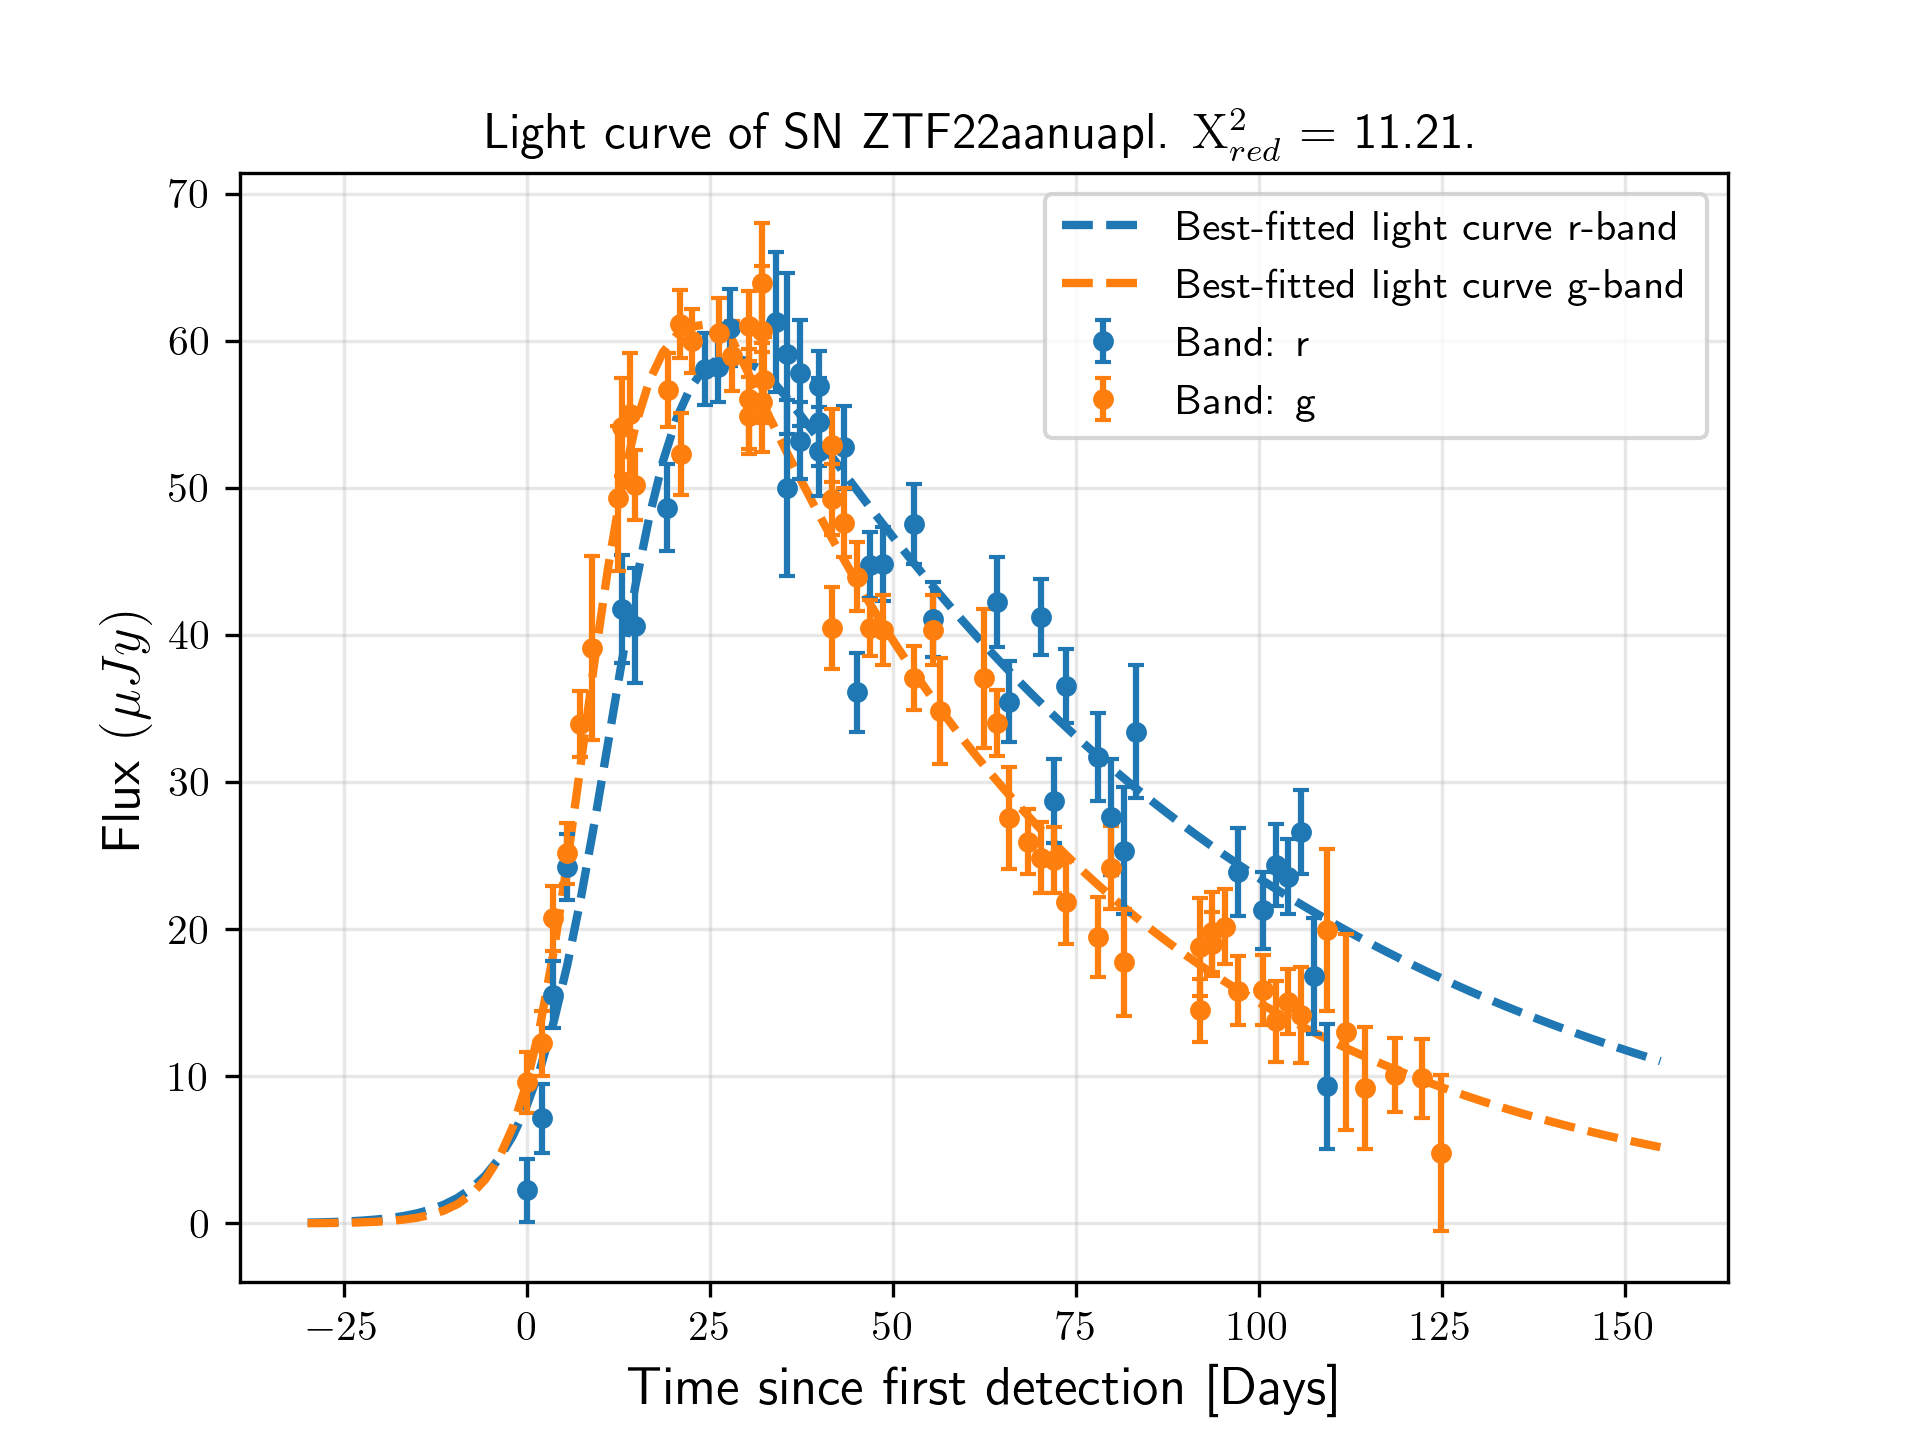 Light curve of SN ZTF22aanuapl. X²_red = 11.21.
70
60
50
40
30
20
10
0
Flux (μJy)
Best-fitted light curve r-band
Best-fitted light curve g-band
Band: r
Band: g
−25 0 25 50 75 100 125 150
Time since first detection [Days]